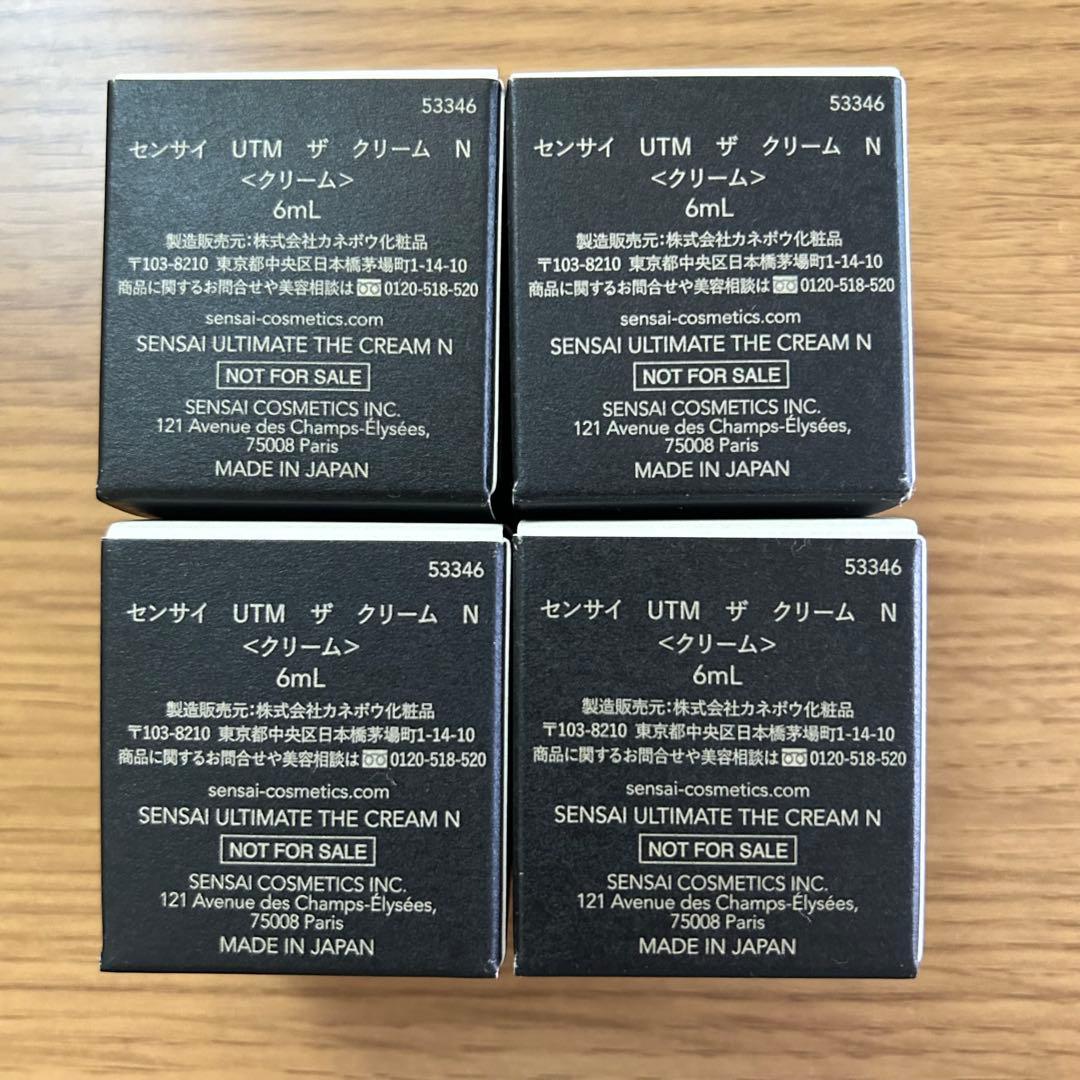 53346
センサイ UTM ザ クリーム N
<クリーム>
6mL
製造販売元:株式会社カネボウ化粧品
〒103-8210 東京都中央区日本橋茅場町1-14-10
商品に関するお問合せや美容相談は 0120-518-520
sensai-cosmetics.com
SENSAI ULTIMATE THE CREAM N
NOT FOR SALE
SENSAI COSMETICS INC.
121 Avenue des Champs-Élysées,
75008 Paris
MADE IN JAPAN
53346
センサイ UTM ザ クリーム N
<クリーム>
6mL
製造販売元:株式会社カネボウ化粧品
〒103-8210 東京都中央区日本橋茅場町1-14-10
商品に関するお問合せや美容相談は 0120-518-520
sensai-cosmetics.com
SENSAI ULTIMATE THE CREAM N
NOT FOR SALE
SENSAI COSMETICS INC.
121 Avenue des Champs-Élysées,
75008 Paris
MADE IN JAPAN
53346
センサイ UTM ザ クリーム N
<クリーム>
6mL
製造販売元:株式会社カネボウ化粧品
〒103-8210 東京都中央区日本橋茅場町1-14-10
商品に関するお問合せや美容相談は 0120-518-520
sensai-cosmetics.com
SENSAI ULTIMATE THE CREAM N
NOT FOR SALE
SENSAI COSMETICS INC.
121 Avenue des Champs-Élysées,
75008 Paris
MADE IN JAPAN
53346
センサイ UTM ザ クリーム N
<クリーム>
6mL
製造販売元:株式会社カネボウ化粧品
〒103-8210 東京都中央区日本橋茅場町1-14-10
商品に関するお問合せや美容相談は 0120-518-520
sensai-cosmetics.com
SENSAI ULTIMATE THE CREAM N
NOT FOR SALE
SENSAI COSMETICS INC.
121 Avenue des Champs-Élysées,
75008 Paris
MADE IN JAPAN